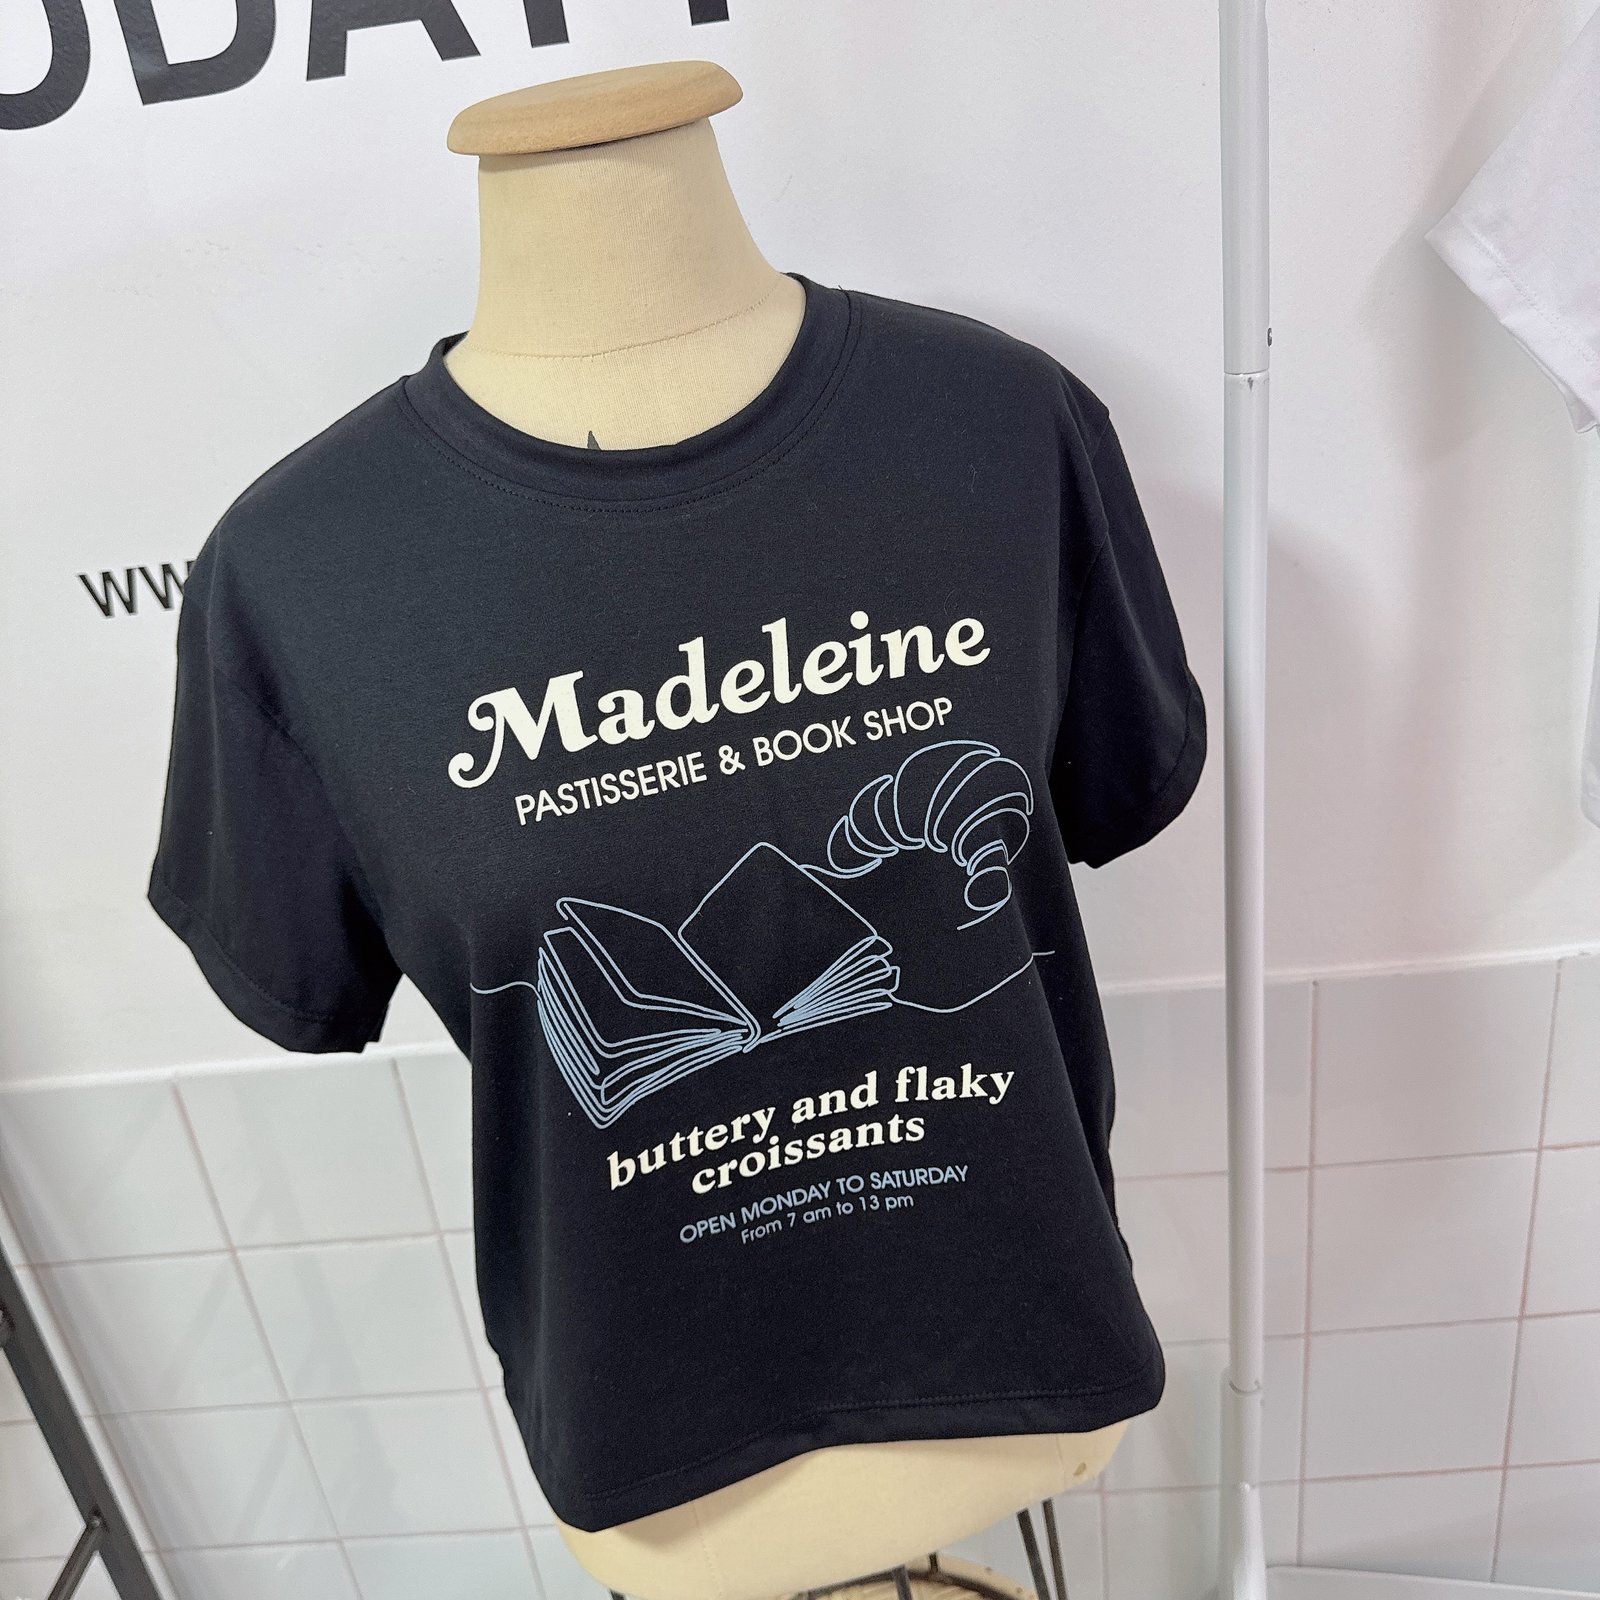 Madeleine
PASTISSERIE & BOOK SHOP
buttery and flaky
croissants
OPEN MONDAY TO SATURDAY
From 7 am to 13 pm